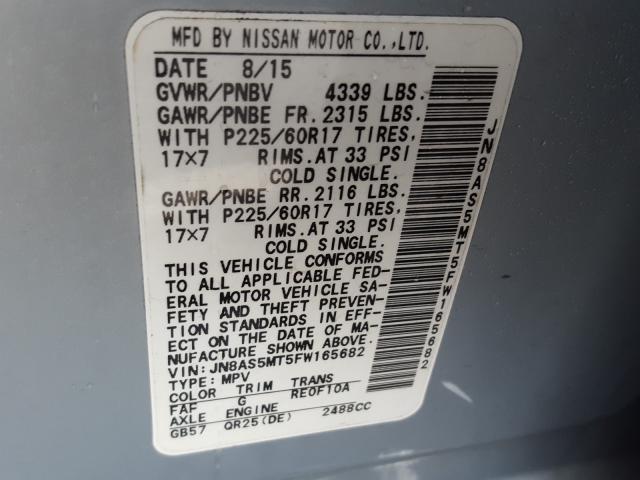 MFD BY NISSAN MOTOR CO.,LTD.
DATE 8/15
GVWR/PNBV 4339 LBS.
GAWR/PNBE FR. 2315 LBS.
WITH P225/60R17 TIRES,
17×7 RIMS. AT 33 PSI
COLD SINGLE.
GAWR/PNBE RR. 2116 LBS.
WITH P225/60R17 TIRES,
17×7 RIMS. AT 33 PSI
COLD SINGLE.
THIS VEHICLE CONFORMS
TO ALL APPLICABLE FED-
ERAL MOTOR VEHICLE SA-
FETY AND THEFT PREVEN-
TION STANDARDS IN EFF-
ECT ON THE DATE OF MA-
NUFACTURE SHOWN ABOVE.
VIN: JN8AS5MT5FW165682
TYPE: MPV
COLOR TRIM TRANS
FAF G RE0F10A
AXLE ENGINE
GB57 QR25(DE) 2488CC
JN8AS5MT5FW165682